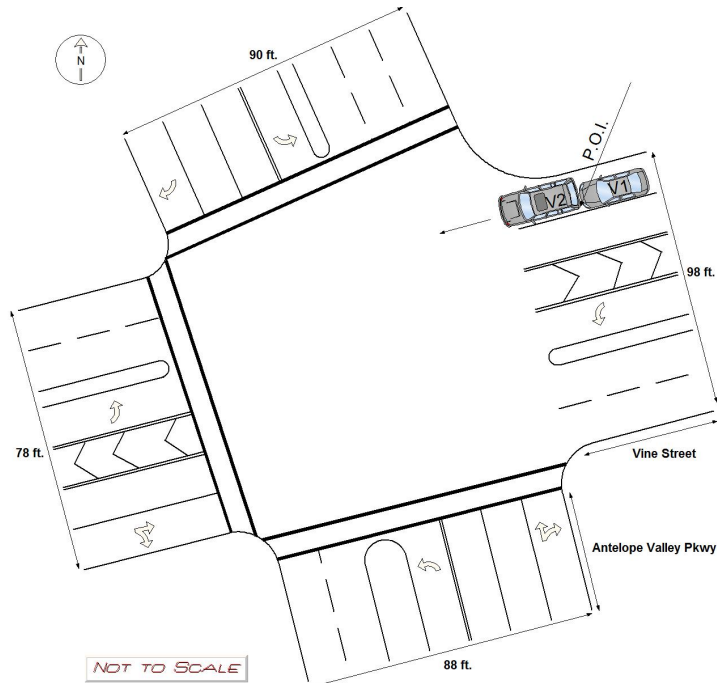 90 ft.
N
P.O.I.
V1
V2
98 ft.
78 ft.
Vine Street
Antelope Valley Pkwy
88 ft.
NOT TO SCALE